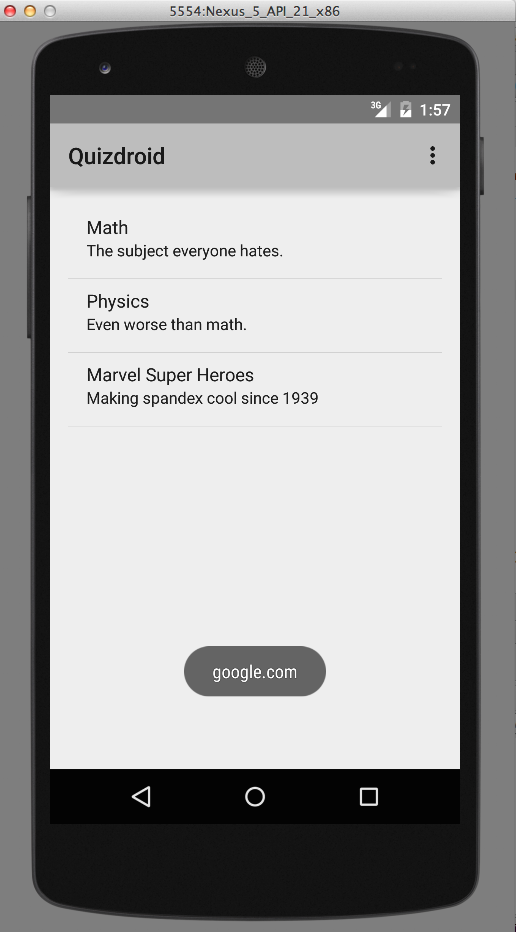 5554:Nexus_5_API_21_x86
3G 1:57
Quizdroid
Math
The subject everyone hates.
Physics
Even worse than math.
Marvel Super Heroes
Making spandex cool since 1939
google.com